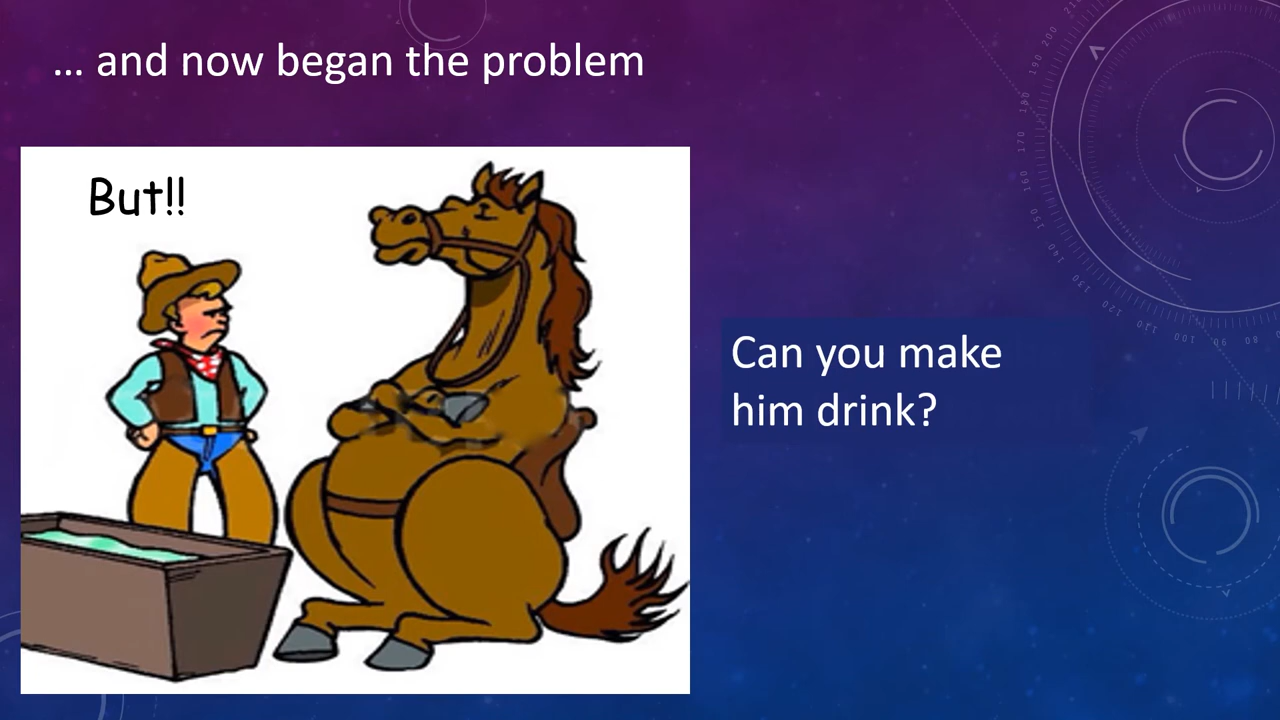 … and now began the problem
But!!
Can you make
him drink?